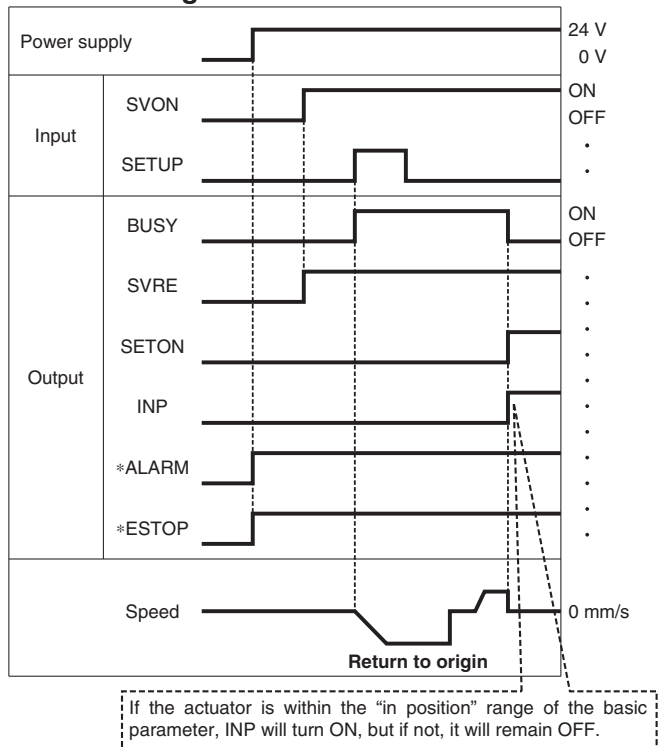 Power supply
24 V
0 V
Input
SVON
ON
OFF
SETUP
Output
BUSY
ON
OFF
SVRE
SETON
INP
*ALARM
*ESTOP
Speed
0 mm/s
Return to origin
If the actuator is within the “in position” range of the basic
parameter, INP will turn ON, but if not, it will remain OFF.